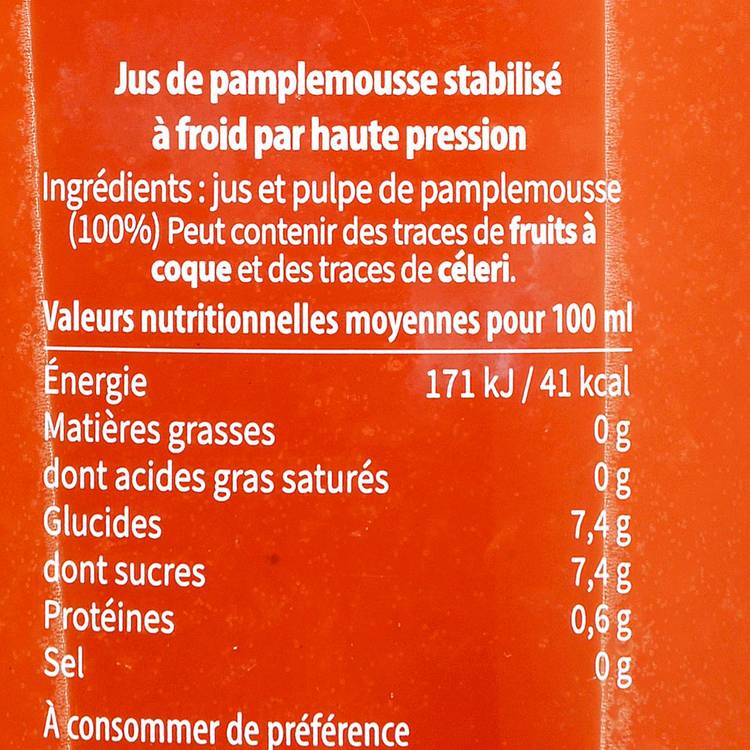 Jus de pamplemousse stabilisé
à froid par haute pression
Ingrédients : jus et pulpe de pamplemousse
(100%) Peut contenir des traces de fruits à
coque et des traces de céleri.
Valeurs nutritionnelles moyennes pour 100 ml
Énergie 171 kJ / 41 kcal
Matières grasses 0 g
dont acides gras saturés 0 g
Glucides 7,4 g
dont sucres 7,4 g
Protéines 0,6 g
Sel 0 g
À consommer de préférence